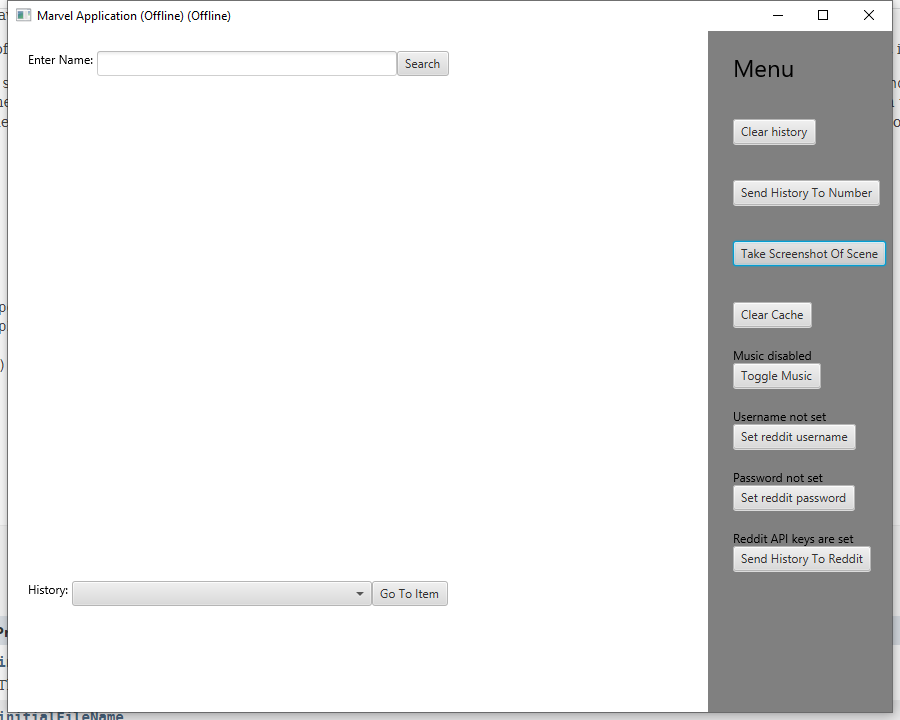 Marvel Application (Offline) (Offline)
Enter Name:
Search
Menu
Clear history
Send History To Number
Take Screenshot Of Scene
Clear Cache
Music disabled
Toggle Music
Username not set
Set reddit username
Password not set
Set reddit password
Reddit API keys are set
Send History To Reddit
History:
Go To Item
initialFileName